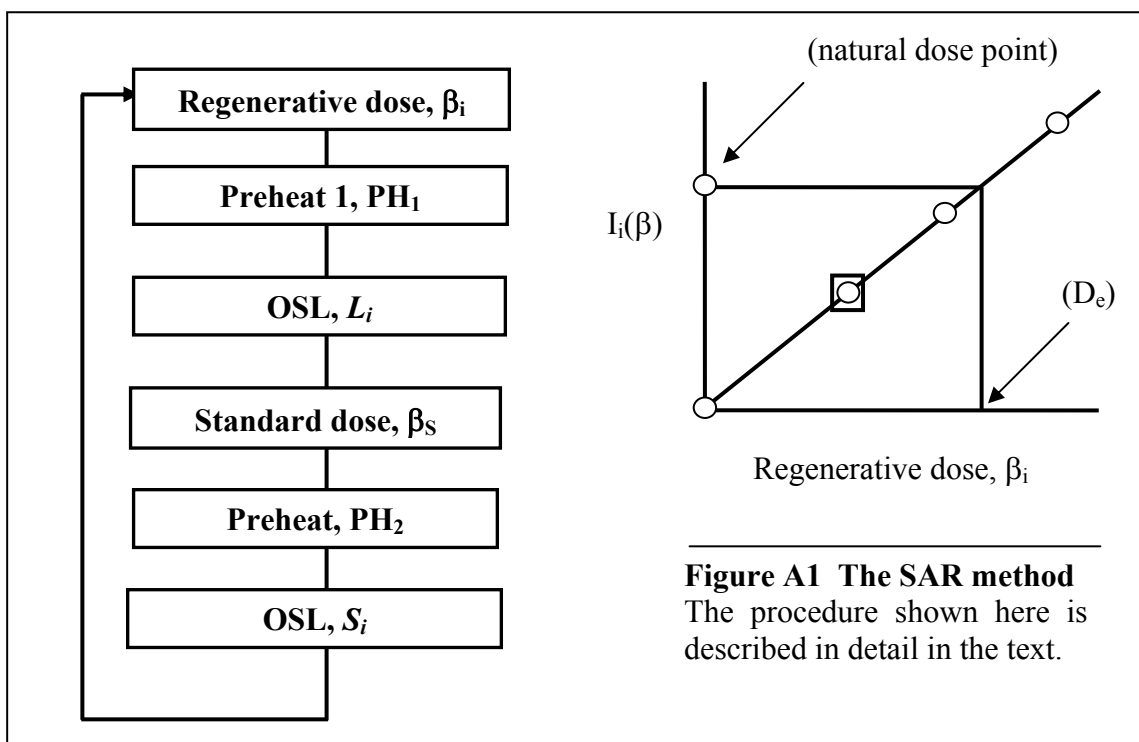 Regenerative dose, βi
Preheat 1, PH1
OSL, Li
Standard dose, βS
Preheat, PH2
OSL, Si
(natural dose point)
Ii(β)
(De)
Regenerative dose, βi
Figure A1 The SAR method
The procedure shown here is
described in detail in the text.